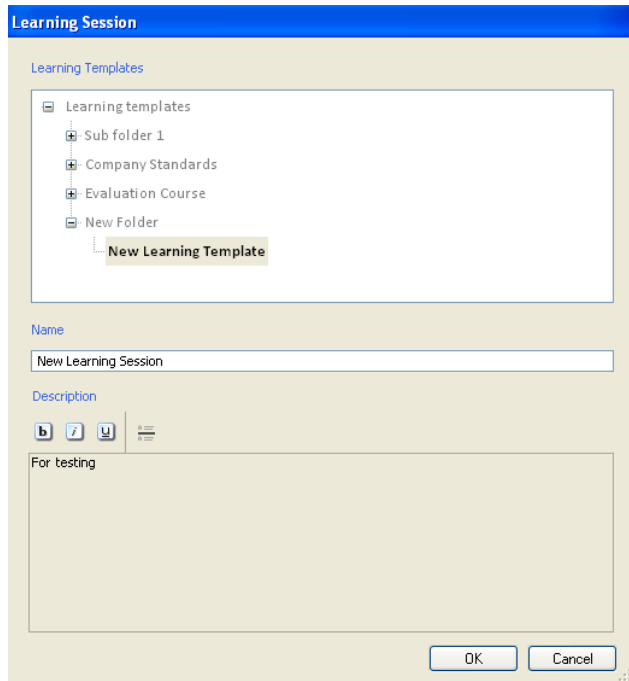 Learning Session
Learning Templates
Learning templates
Sub folder 1
Company Standards
Evaluation Course
New Folder
New Learning Template
Name
New Learning Session
Description
b i u
For testing
OK Cancel